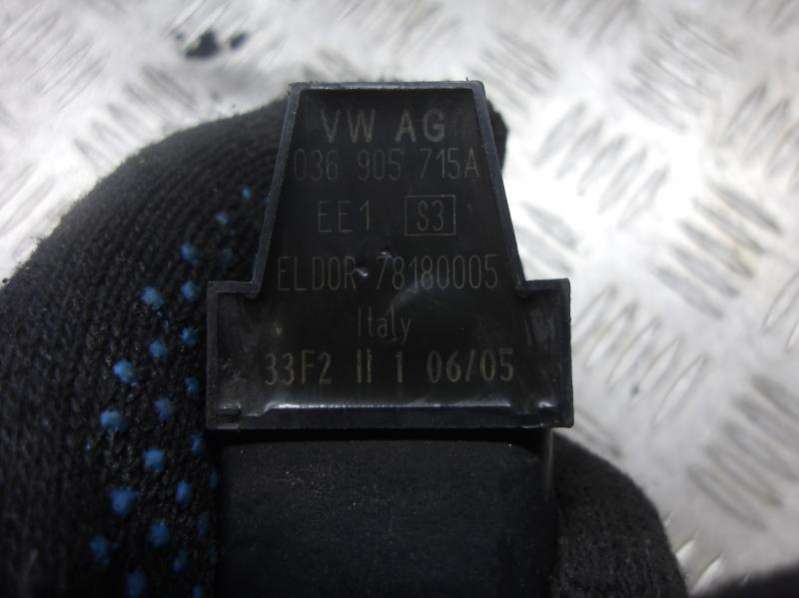 VW AG
036 905 715A
EE1 S3
ELDOR 78180005
Italy
33F2 II 1 06/05